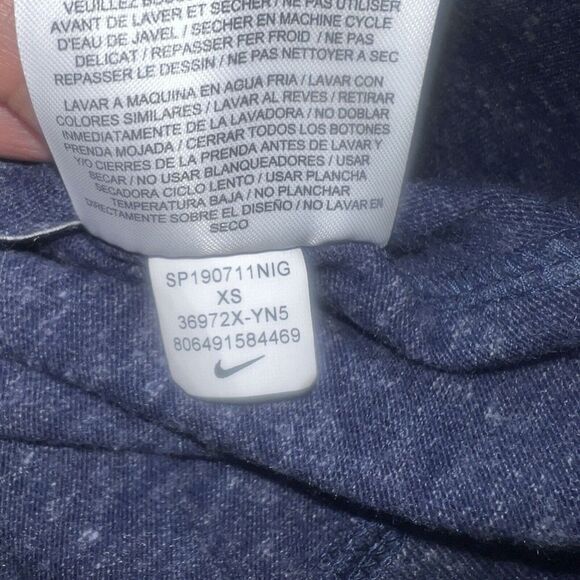 VEUILLEZ
AVANT DE LAVER ET SÉCHER / NE PAS UTILISER
D'EAU DE JAVEL / SÉCHER EN MACHINE CYCLE
DÉLICAT / REPASSER FER FROID / NE PAS
REPASSER LE DESSIN / NE PAS NETTOYER A SEC
LAVAR A MAQUINA EN AGUA FRIA / LAVAR CON
COLORES SIMILARES / LAVAR AL REVES / RETIRAR
INMEDIATAMENTE DE LA LAVADORA / NO DOBLAR
PRENDA MOJADA / CERRAR TODOS LOS BOTONES
Y/O CIERRES DE LA PRENDA ANTES DE LAVAR Y
SECAR / NO USAR BLANQUEADORES / USAR
SECADORA CICLO LENTO / USAR PLANCHA
TEMPERATURA BAJA / NO PLANCHAR
DIRECTAMENTE SOBRE EL DISEÑO / NO LAVAR EN
SECO
SP190711NIG
XS
36972X-YN5
806491584469